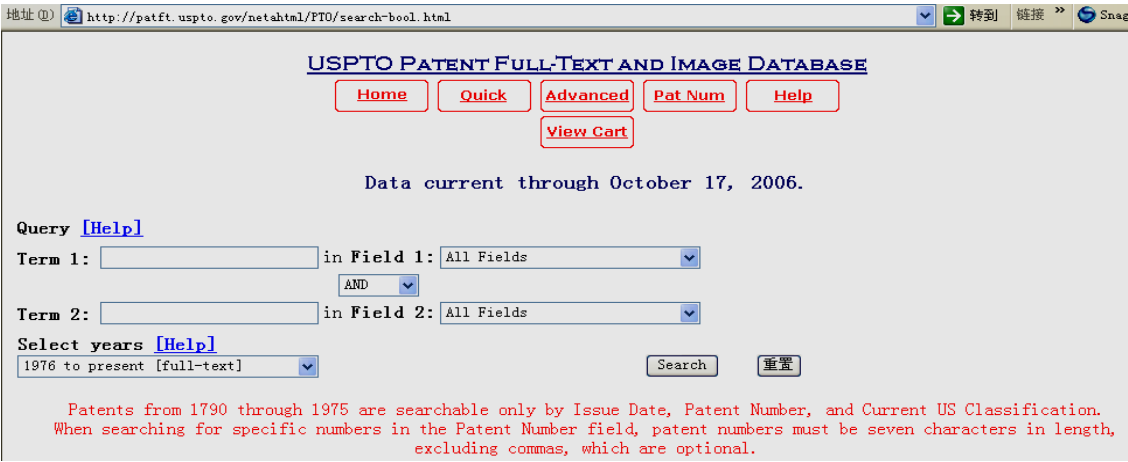 地址(D) http://patft.uspto.gov/netahtml/PTO/search-bool.html 转到 链接 » Snag
USPTO PATENT FULL-TEXT AND IMAGE DATABASE
Home Quick Advanced Pat Num Help
View Cart
Data current through October 17, 2006.
Query [Help]
Term 1: in Field 1: All Fields
AND
Term 2: in Field 2: All Fields
Select years [Help]
1976 to present [full-text] Search 重置
Patents from 1790 through 1975 are searchable only by Issue Date, Patent Number, and Current US Classification.
When searching for specific numbers in the Patent Number field, patent numbers must be seven characters in length,
excluding commas, which are optional.